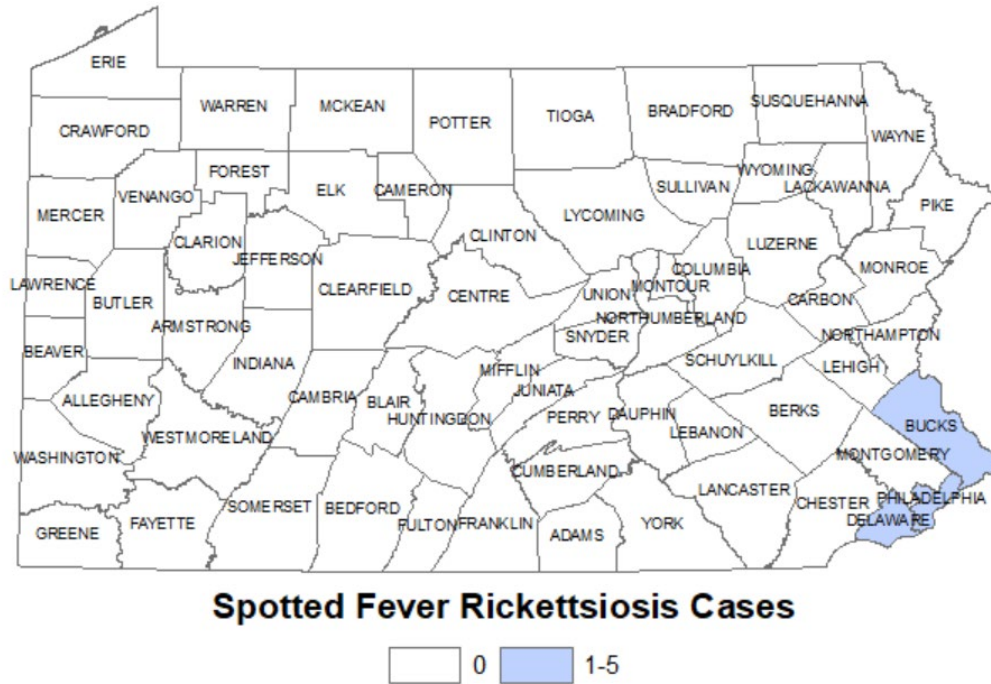 ERIE
WARREN
MCKEAN
POTTER
TIOGA
BRADFORD
SUSQUEHANNA
CRAWFORD
WAYNE
FOREST
ELK
CAMERON
SULLIVAN
WYOMING
LACKAWANNA
VENANGO
MERCER
PIKE
LYCOMING
CLARION
CLINTON
LUZERNE
JEFFERSON
COLUMBIA
MONROE
LAWRENCE
BUTLER
CLEARFIELD
CENTRE
UNION
MONTOUR
CARBON
ARMSTRONG
NORTHUMBERLAND
SNYDER
NORTHAMPTON
BEAVER
INDIANA
SCHUYLKILL
LEHIGH
MIFFLIN
ALLEGHENY
CAMBRIA
BLAIR
HUNTINGDON
JUNIATA
PERRY
DAUPHIN
BERKS
BUCKS
WESTMORELAND
LEBANON
WASHINGTON
MONTGOMERY
CUMBERLAND
LANCASTER
CHESTER
PHILADELPHIA
SOMERSET
BEDFORD
GREENE
FAYETTE
FULTON
FRANKLIN
ADAMS
YORK
DELAWARE
Spotted Fever Rickettsiosis Cases
0
1-5